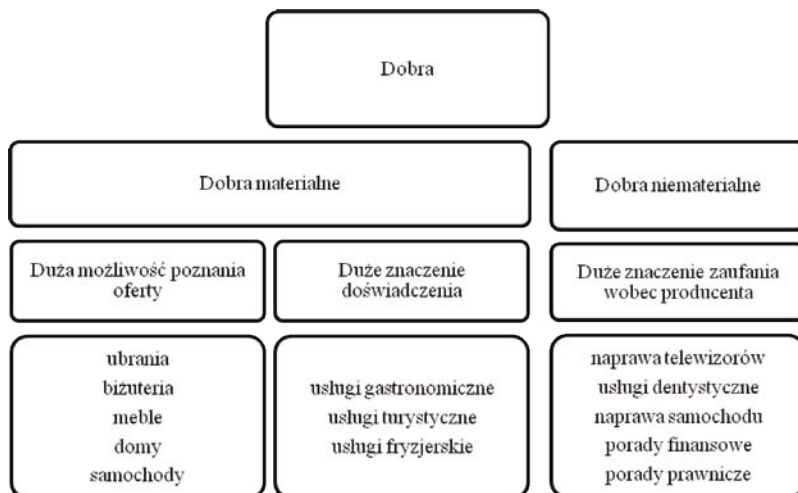 Dobra
Dobra materialne
Dobra niematerialne
Duża możliwość poznania
oferty
Duże znaczenie
doświadczenia
Duże znaczenie zaufania
wobec producenta
ubrania
biżuteria
meble
domy
samochody
usługi gastronomiczne
usługi turystyczne
usługi fryzjerskie
naprawa telewizorów
usługi dentystyczne
naprawa samochodu
porady finansowe
porady prawnicze